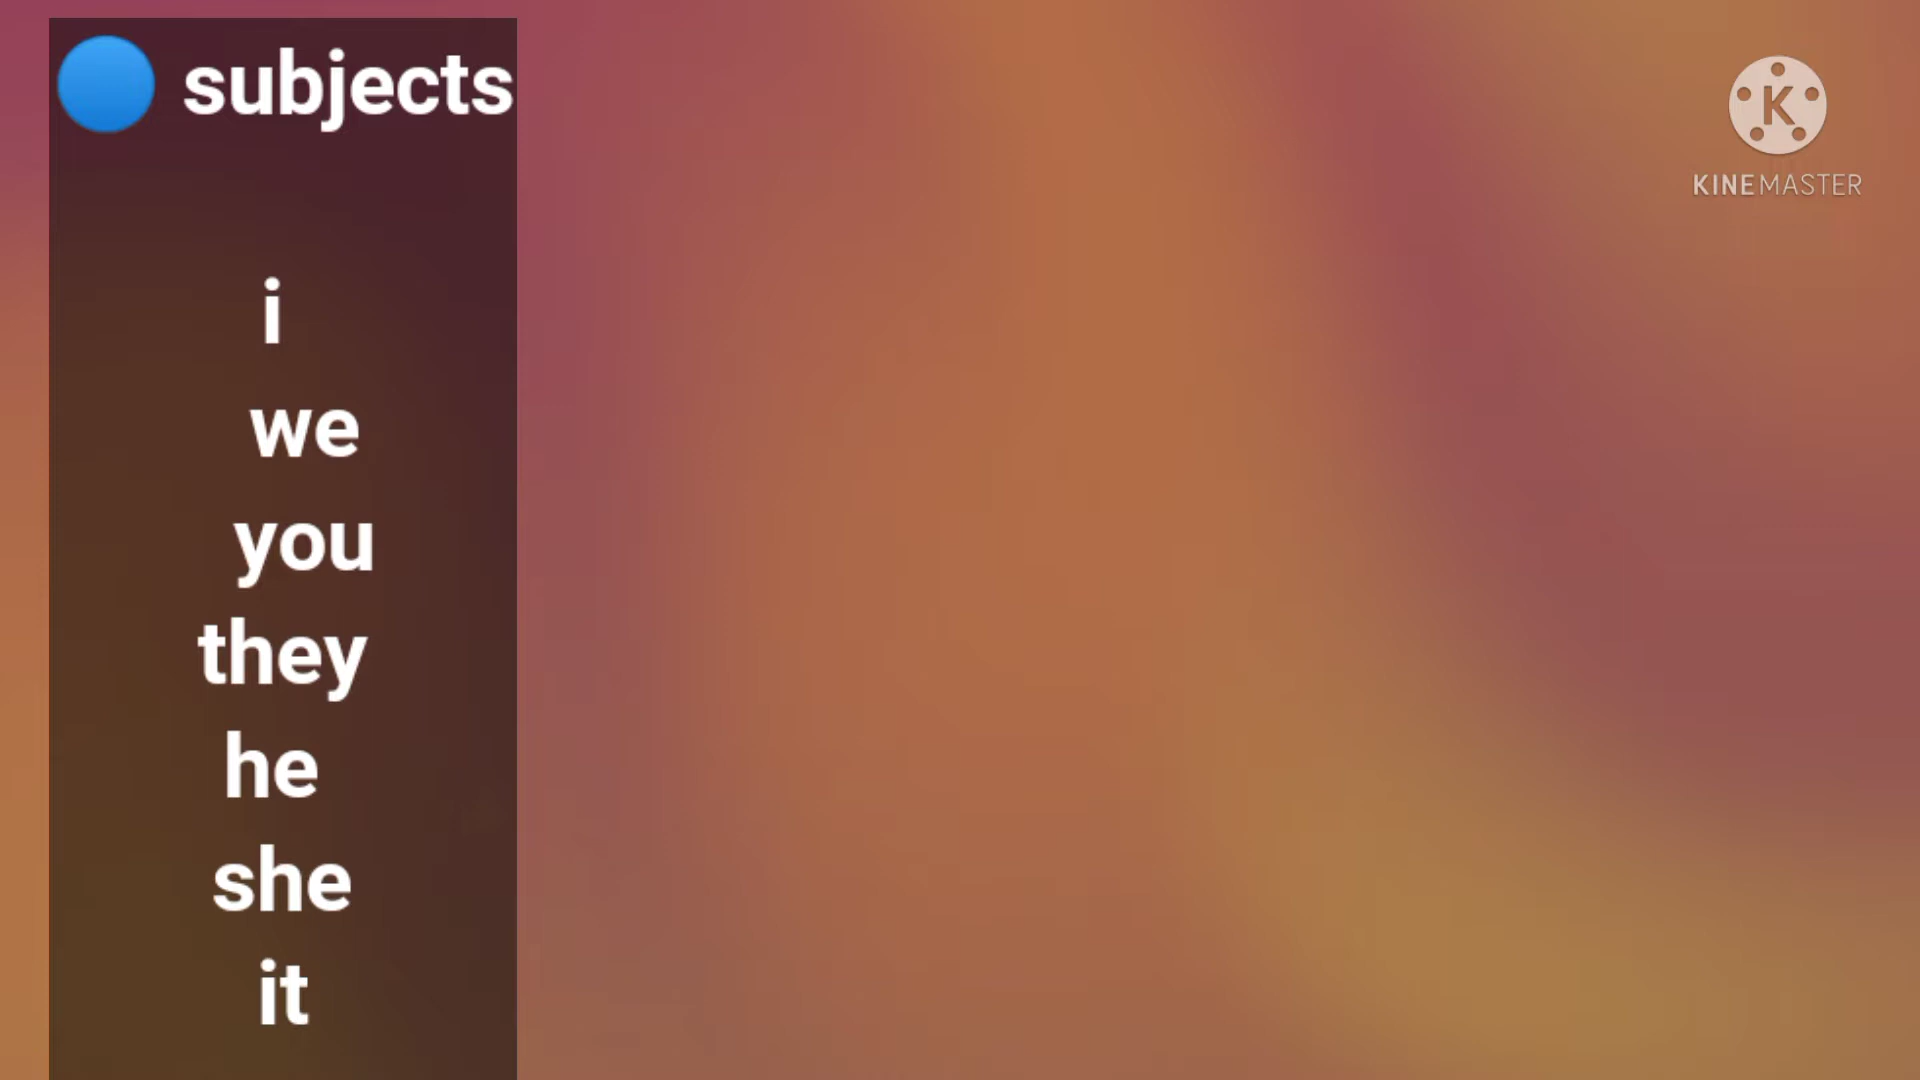 🔵 subjects
i
we
you
they
he
she
it
K
KINEMASTER